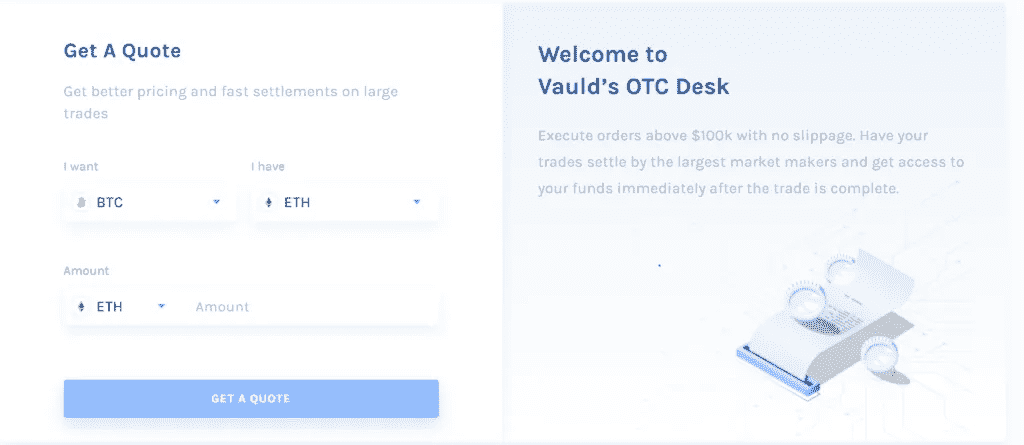 Get A Quote
Get better pricing and fast settlements on large
trades
I want
I have
BTC
ETH
Amount
ETH
Amount
GET A QUOTE
Welcome to
Vauld's OTC Desk
Execute orders above $100k with no slippage. Have your
trades settle by the largest market makers and get access to
your funds immediately after the trade is complete.